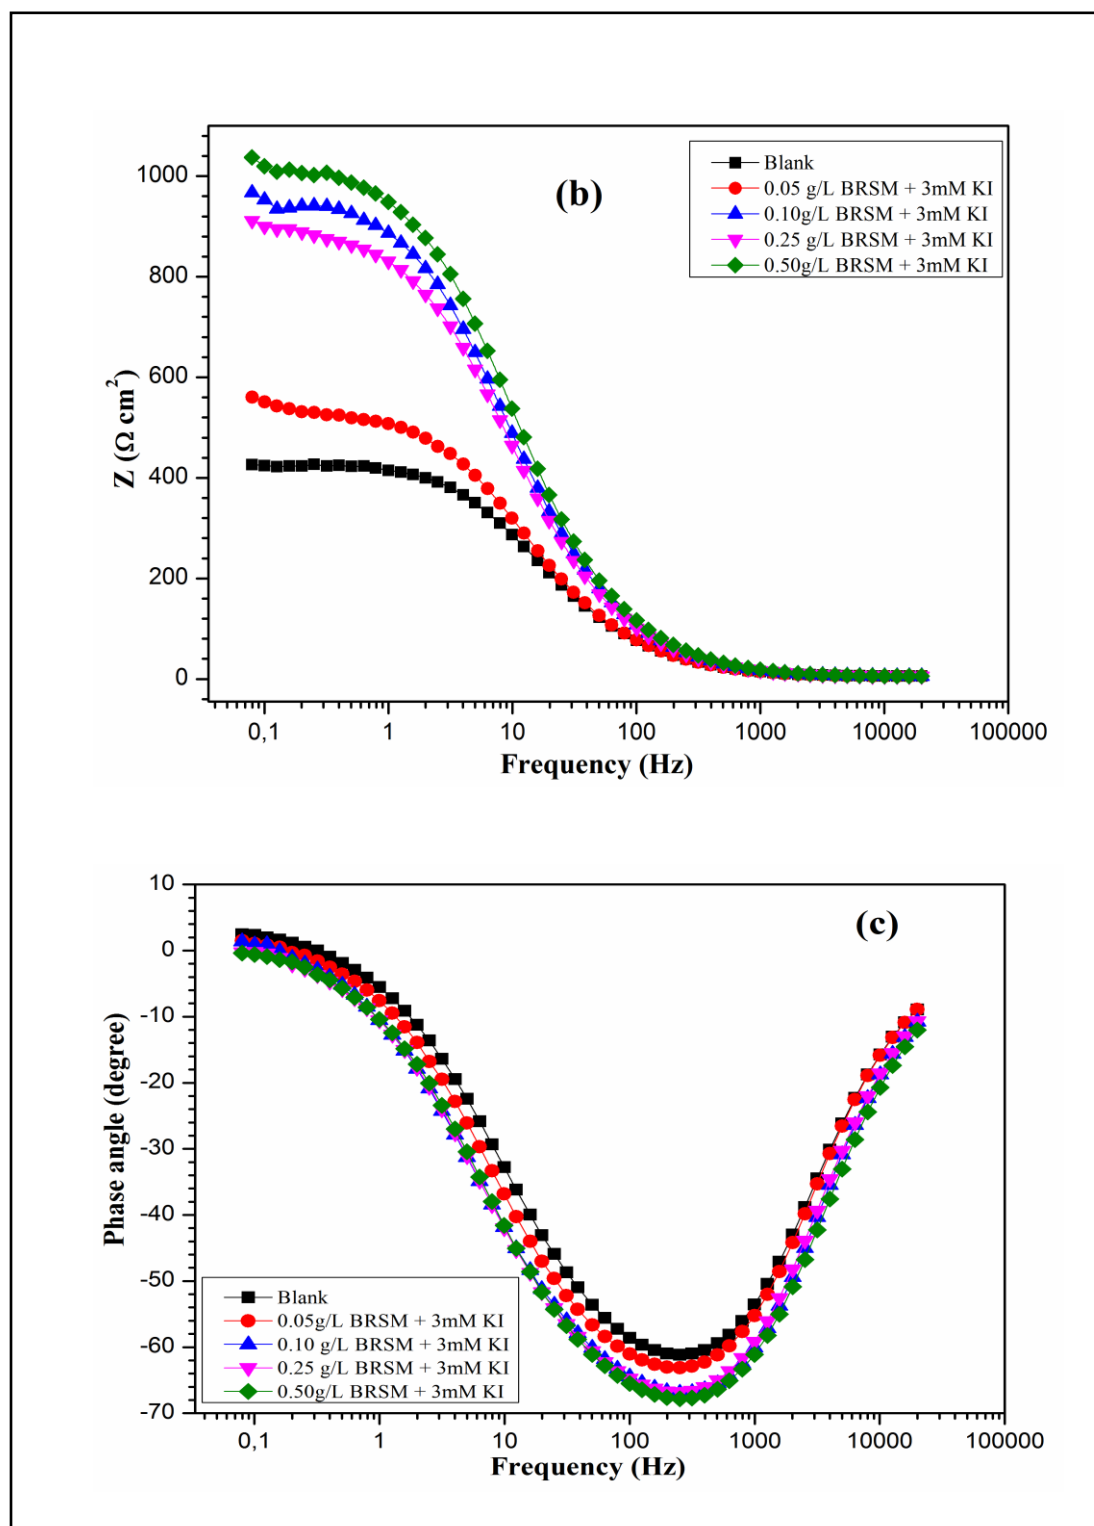 (b)
Blank
0.05 g/L BRSM + 3mM KI
0.10g/L BRSM + 3mM KI
0.25 g/L BRSM + 3mM KI
0.50g/L BRSM + 3mM KI
1000
800
600
400
200
0
Z (Ω cm²)
0,1 1 10 100 1000 10000 100000
Frequency (Hz)
(c)
10
0
-10
-20
-30
-40
-50
-60
-70
Phase angle (degree)
Blank
0.05g/L BRSM + 3mM KI
0.10 g/L BRSM + 3mM KI
0.25 g/L BRSM + 3mM KI
0.50g/L BRSM + 3mM KI
0,1 1 10 100 1000 10000 100000
Frequency (Hz)